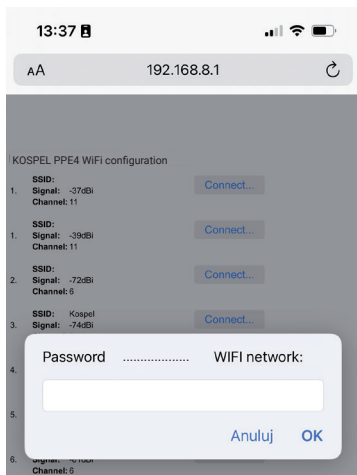 13:37
AA 192.168.8.1
KOSPEL PPE4 WiFi configuration
SSID:
1. Signal: -37dBi Connect...
Channel: 11
SSID:
1. Signal: -39dBi Connect...
Channel: 11
SSID:
2. Signal: -72dBi Connect...
Channel: 6
SSID: Kospel
3. Signal: -74dBi Connect...
4.
Password .................. WIFI network:
5.
Anuluj OK
6. Signal:
Channel: 6